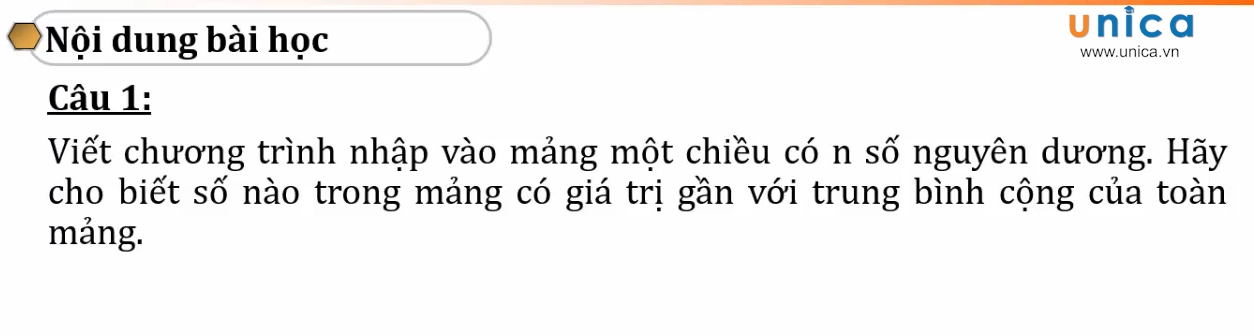 Nội dung bài học
unica
www.unica.vn
Câu 1:
Viết chương trình nhập vào mảng một chiều có n số nguyên dương. Hãy
cho biết số nào trong mảng có giá trị gần với trung bình cộng của toàn
mảng.